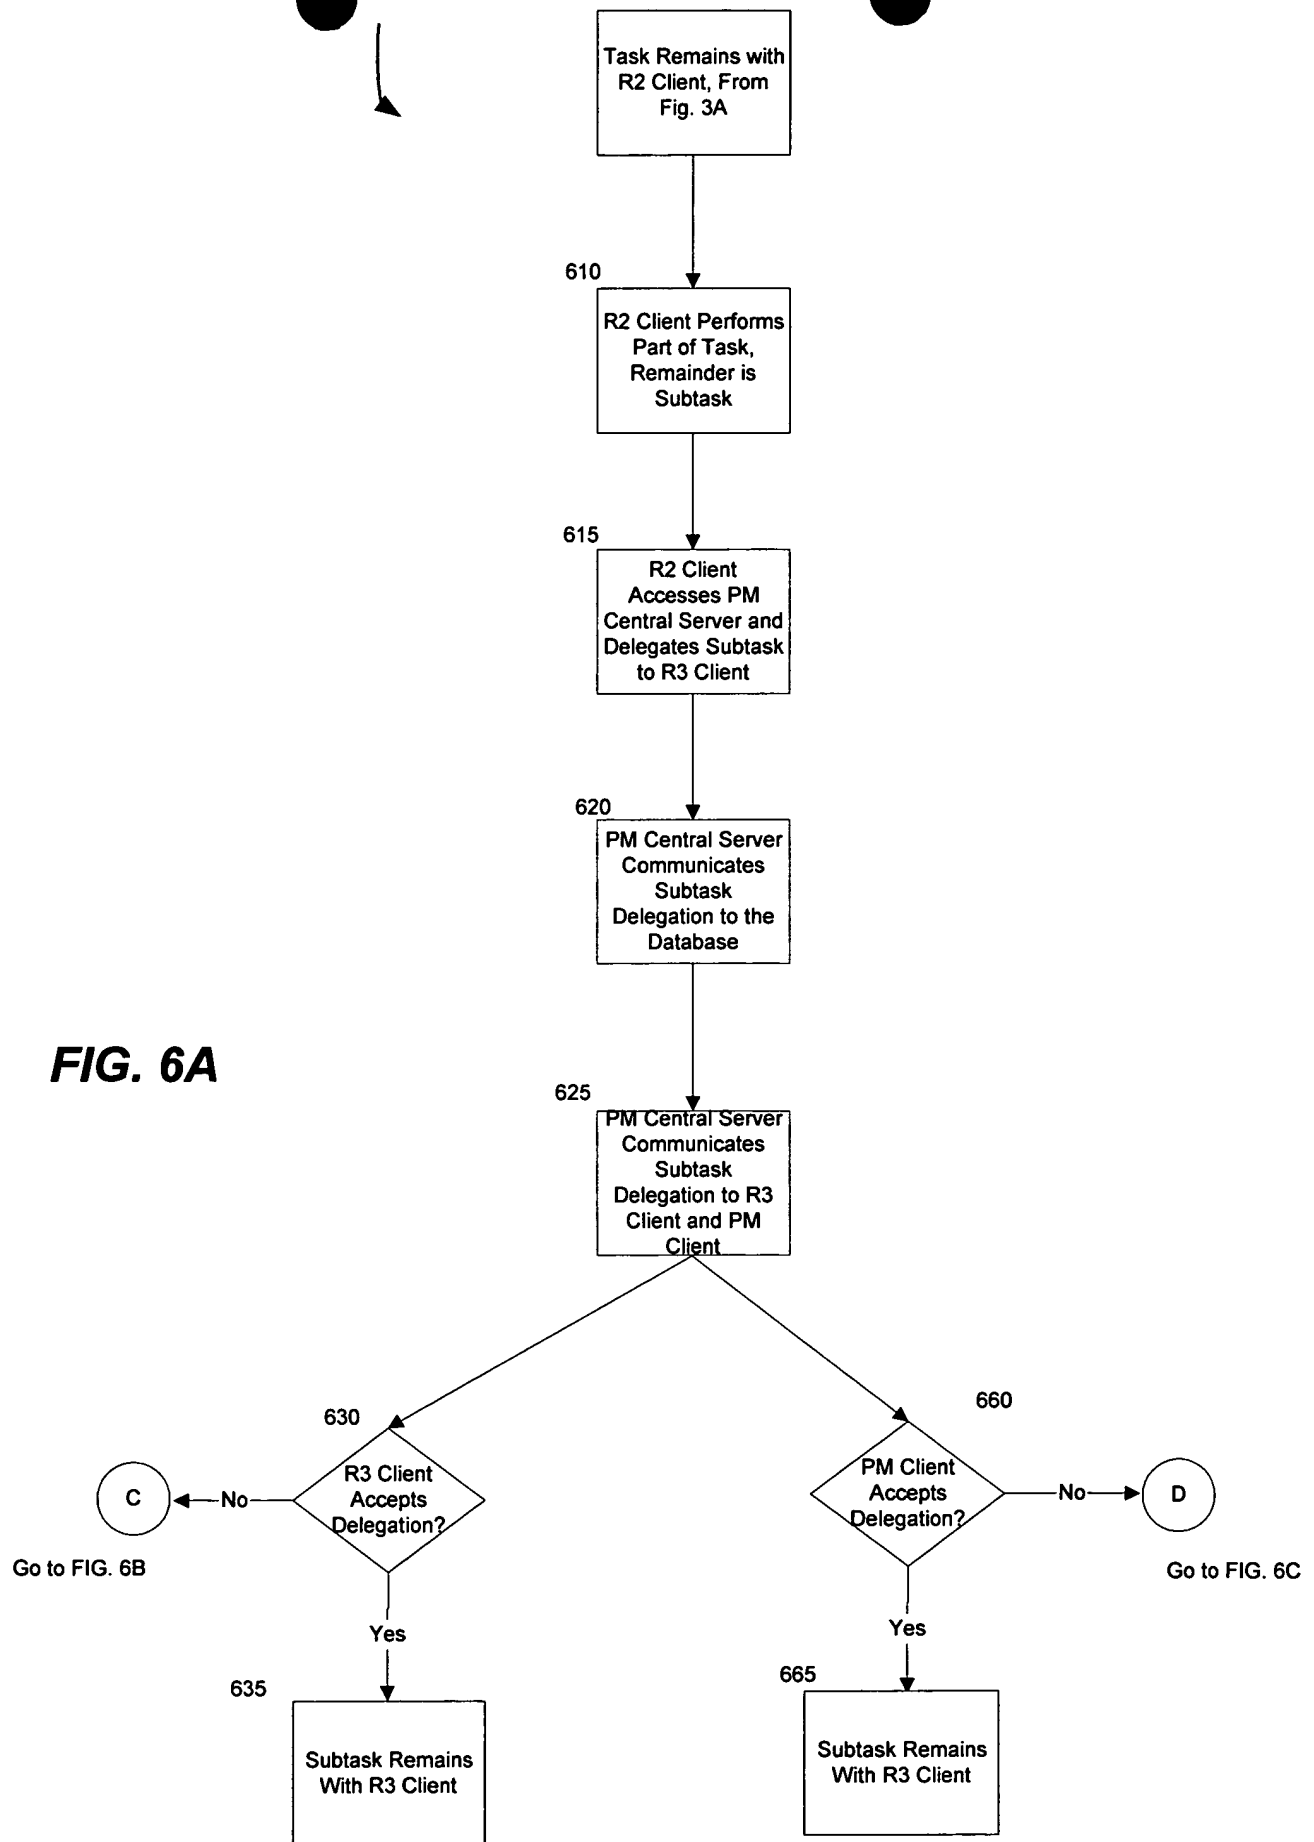 Task Remains with
R2 Client, From
Fig. 3A
610
R2 Client Performs
Part of Task,
Remainder is
Subtask
615
R2 Client
Accesses PM
Central Server and
Delegates Subtask
to R3 Client
620
PM Central Server
Communicates
Subtask
Delegation to the
Database
FIG. 6A
625
PM Central Server
Communicates
Subtask
Delegation to R3
Client and PM
Client
630
R3 Client
Accepts
Delegation?
No
C
Go to FIG. 6B
Yes
635
Subtask Remains
With R3 Client
660
PM Client
Accepts
Delegation?
No
D
Go to FIG. 6C
Yes
665
Subtask Remains
With R3 Client